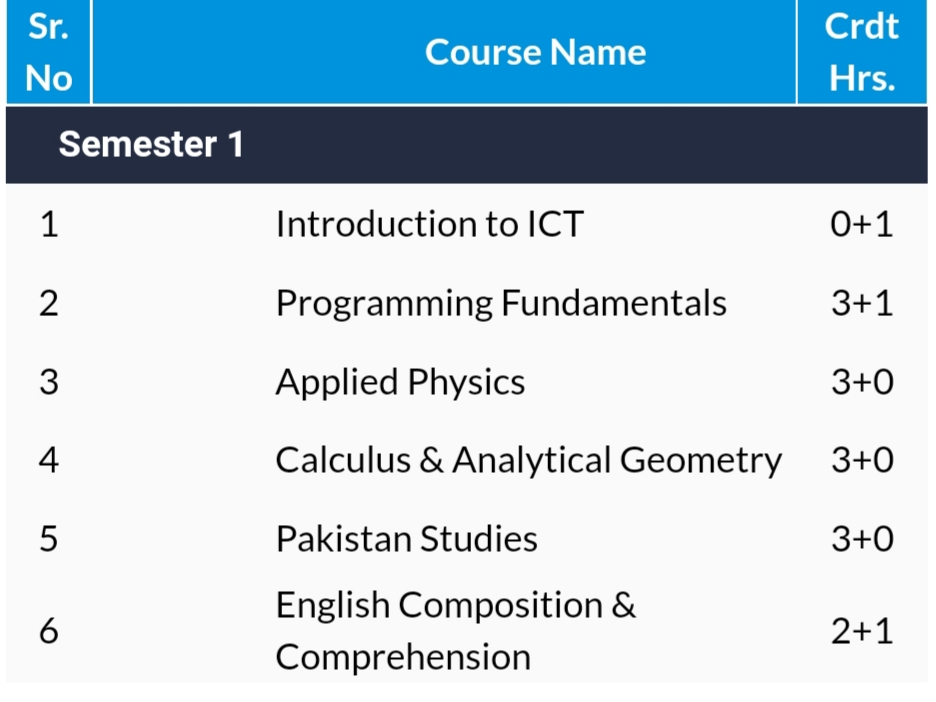 Sr. No Course Name Crdt Hrs.
Semester 1
1 Introduction to ICT 0+1
2 Programming Fundamentals 3+1
3 Applied Physics 3+0
4 Calculus & Analytical Geometry 3+0
5 Pakistan Studies 3+0
6 English Composition & Comprehension 2+1